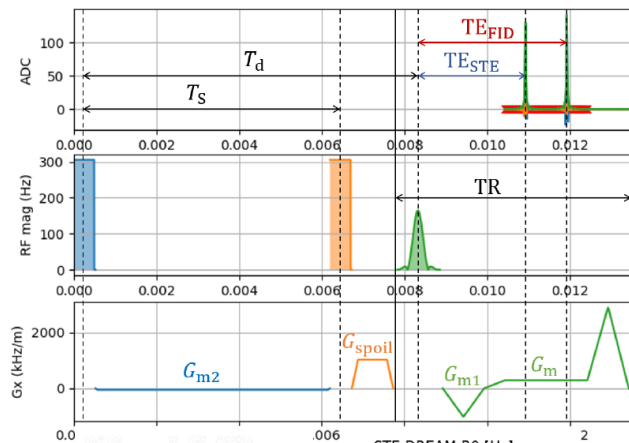 ADC
100
50
0
TE_FID
TE_STE
T_d
T_S
0.000 0.002 0.004 0.006 0.008 0.010 0.012
RF mag (Hz)
300
200
100
0
TR
0.000 0.002 0.004 0.006 0.008 0.010 0.012
Gx (kHz/m)
2000
0
G_m2
G_spoil
G_m1
G_m
0.0 .006 2